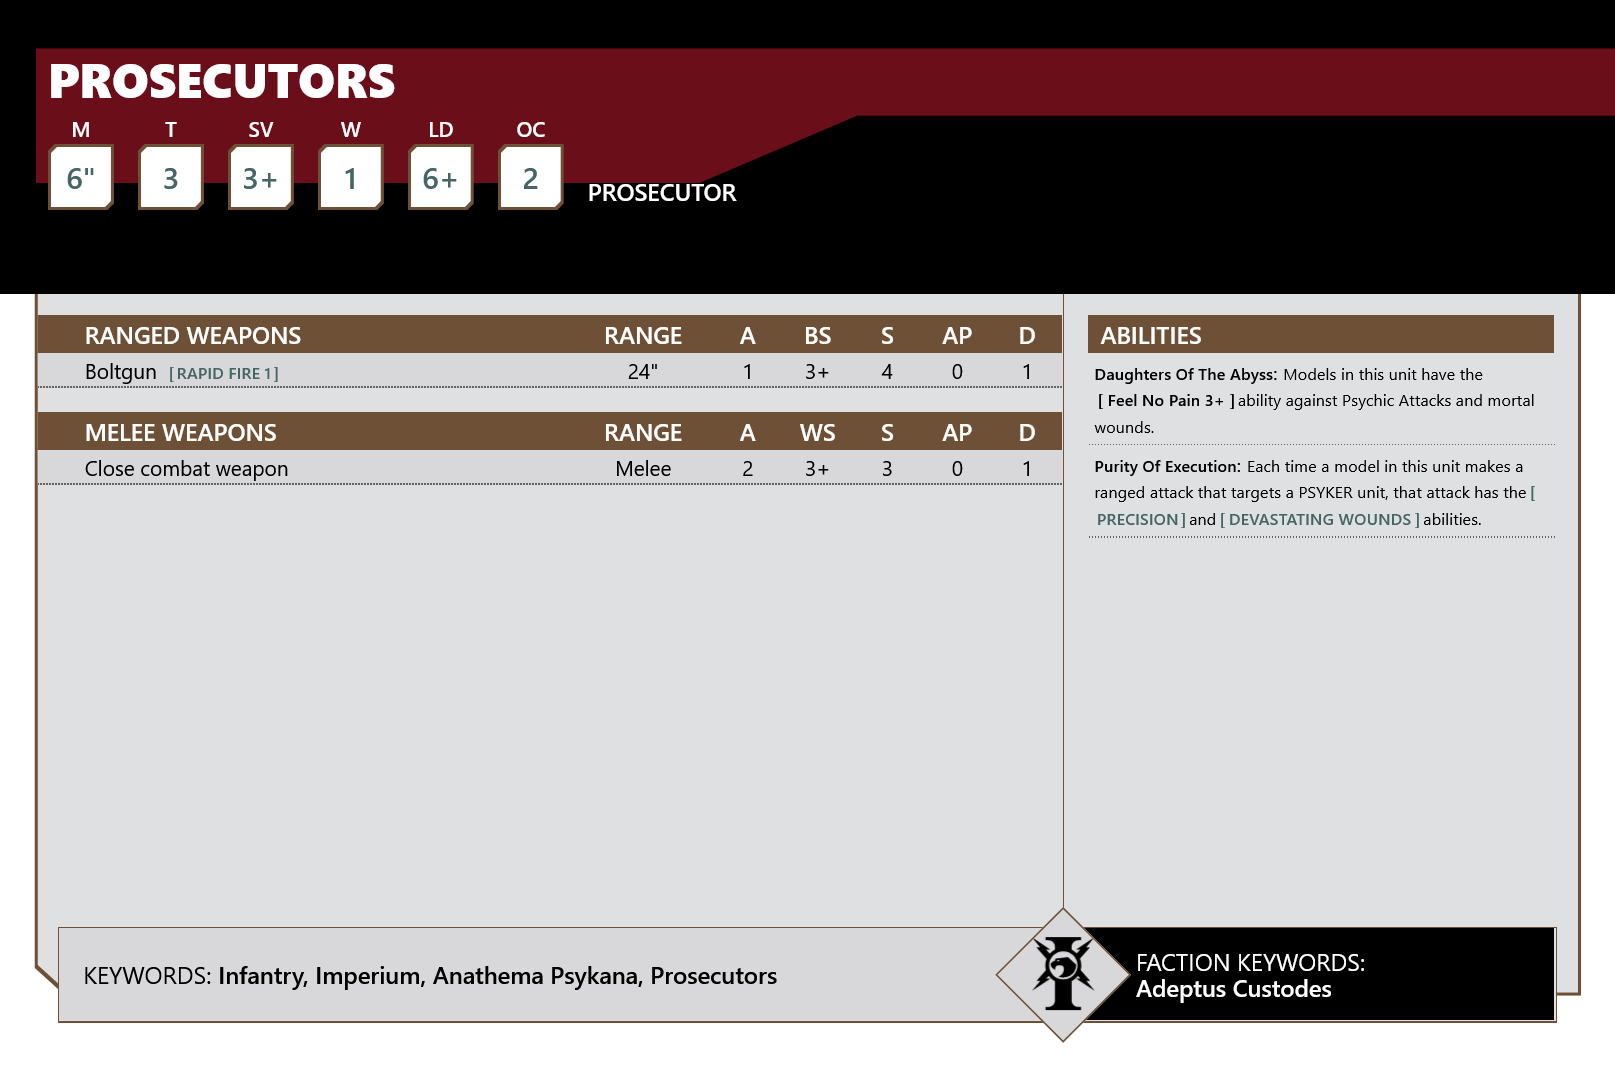 PROSECUTORS
M T SV W LD OC
6" 3 3+ 1 6+ 2 PROSECUTOR
RANGED WEAPONS RANGE A BS S AP D
Boltgun [RAPID FIRE 1] 24" 1 3+ 4 0 1
MELEE WEAPONS RANGE A WS S AP D
Close combat weapon Melee 2 3+ 3 0 1
ABILITIES
Daughters Of The Abyss: Models in this unit have the
[ Feel No Pain 3+ ] ability against Psychic Attacks and mortal
wounds.
Purity Of Execution: Each time a model in this unit makes a
ranged attack that targets a PSYKER unit, that attack has the [
PRECISION] and [ DEVASTATING WOUNDS ] abilities.
KEYWORDS: Infantry, Imperium, Anathema Psykana, Prosecutors
FACTION KEYWORDS:
Adeptus Custodes